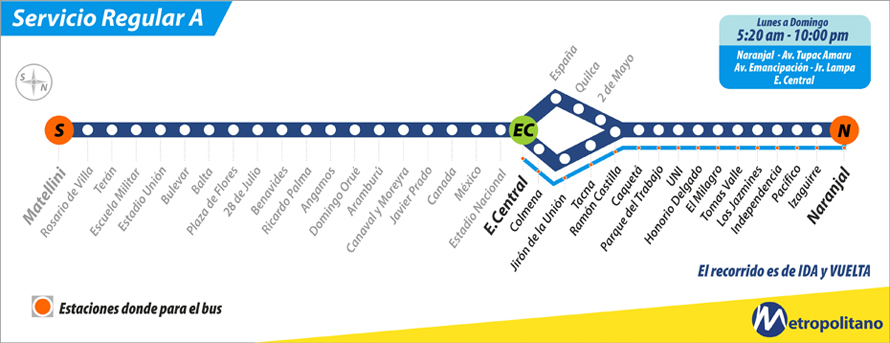 Servicio Regular A
Lunes a Domingo
5:20 am - 10:00 pm
Naranjal - Av. Tupac Amaru
Av. Emancipación - Jr. Lampa
E. Central
S
N
España
Quilca
2 de Mayo
S
EC
N
Matellini
Rosario de Villa
Terán
Escuela Militar
Estadio Unión
Bulevar
Balta
Plaza de Flores
28 de Julio
Benavides
Ricardo Palma
Angamos
Domingo Orué
Aramburú
Canaval y Moreyra
Javier Prado
Canada
México
Estadio Nacional
E.Central
Colmena
Jirón de la Unión
Tacna
Ramón Castilla
Caquetá
Parque del Trabajo
UNI
Honorio Delgado
El Milagro
Tomas Valle
Los Jazmines
Independencia
Pacífico
Izaguirre
Naranjal
El recorrido es de IDA y VUELTA
Estaciones donde para el bus
Metropolitano